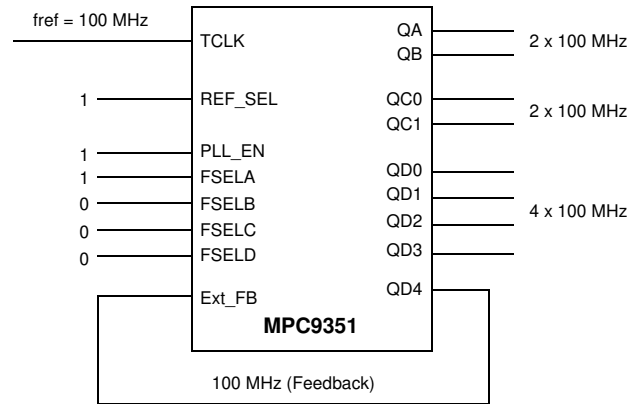 fref = 100 MHz
TCLK
QA
QB
2 x 100 MHz
1
REF_SEL
QC0
QC1
2 x 100 MHz
1
PLL_EN
1
FSELA
0
FSELB
0
FSELC
0
FSELD
QD0
QD1
QD2
QD3
4 x 100 MHz
Ext_FB
QD4
MPC9351
100 MHz (Feedback)